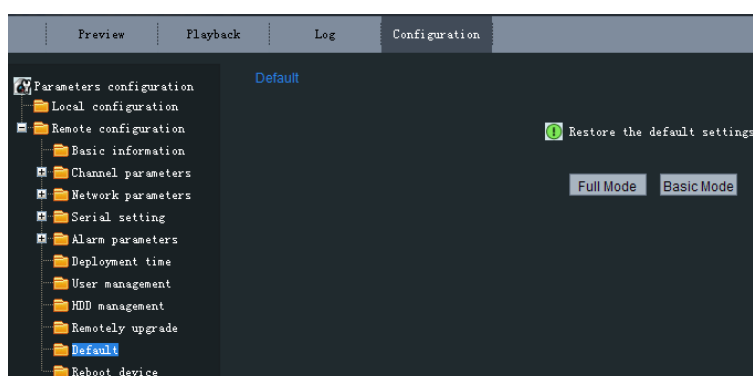 Preview Playback Log Configuration
Parameters configuration
Default
Local configuration
Remote configuration
Restore the default settings
Basic information
Channel parameters
Full Mode Basic Mode
Network parameters
Serial setting
Alarm parameters
Deployment time
User management
HDD management
Remotely upgrade
Default
Reboot device